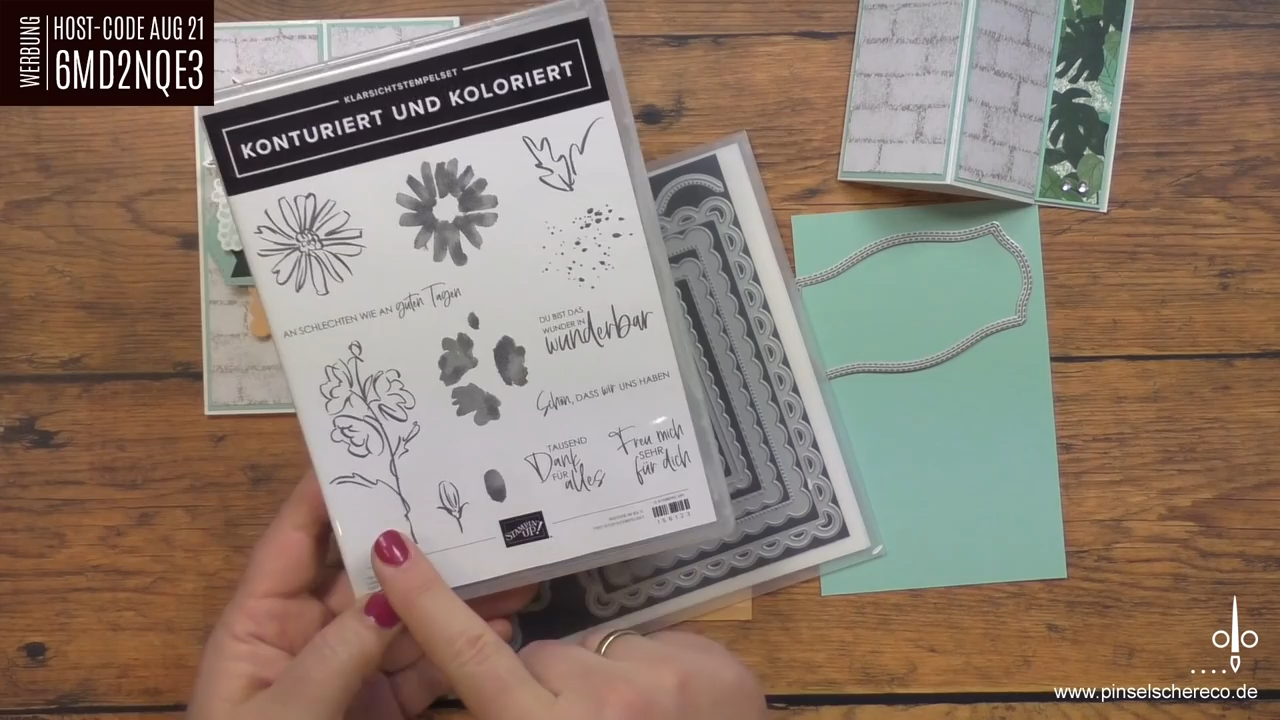 WERBUNG
HOST-CODE AUG 21
6MD2NQE3
KLARSICHTSTEMPELSET
KONTURIERT UND KOLORIERT
AN SCHLECHTEN WIE AN guten Tagen
DU BIST DAS
WUNDER IN
wunderbar
Schön, DASS wir UNS HABEN
TAUSEND
Dank
FÜR
alles
Freu mich
SEHR
für dich
STAMPIN'
UP!
www.pinselschereco.de